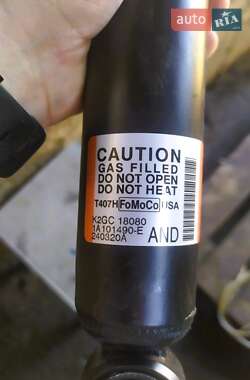 AUTO RIA
CAUTION
GAS FILLED
DO NOT OPEN
DO NOT HEAT
T407H FoMoCo USA
K2GC 18080
1A101490-E
240320A AND